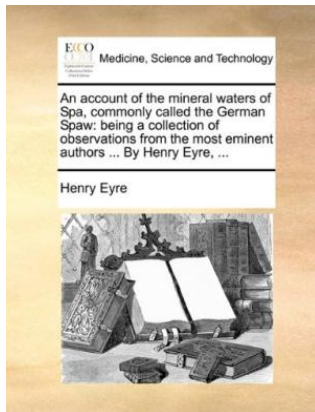 ECCO
Medicine, Science and Technology
An account of the mineral waters of
Spa, commonly called the German
Spaw: being a collection of
observations from the most eminent
authors ... By Henry Eyre, ...
Henry Eyre